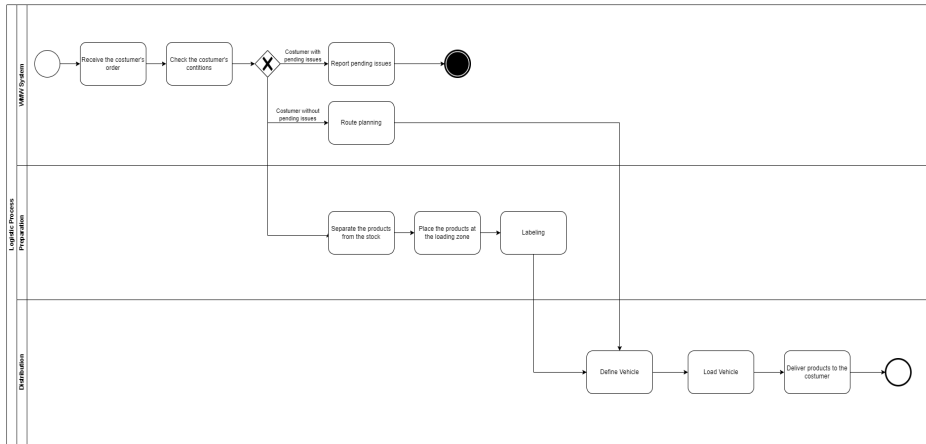 Logistic Process
WMW System
Receive the costumer's
order
Check the costumer's
contitions
Costumer with
pending issues
Report pending issues
Costumer without
pending issues
Route planning
Preparation
Separate the products
from the stock
Place the products at
the loading zone
Labeling
Distribution
Define Vehicle
Load Vehicle
Deliver products to the
costumer